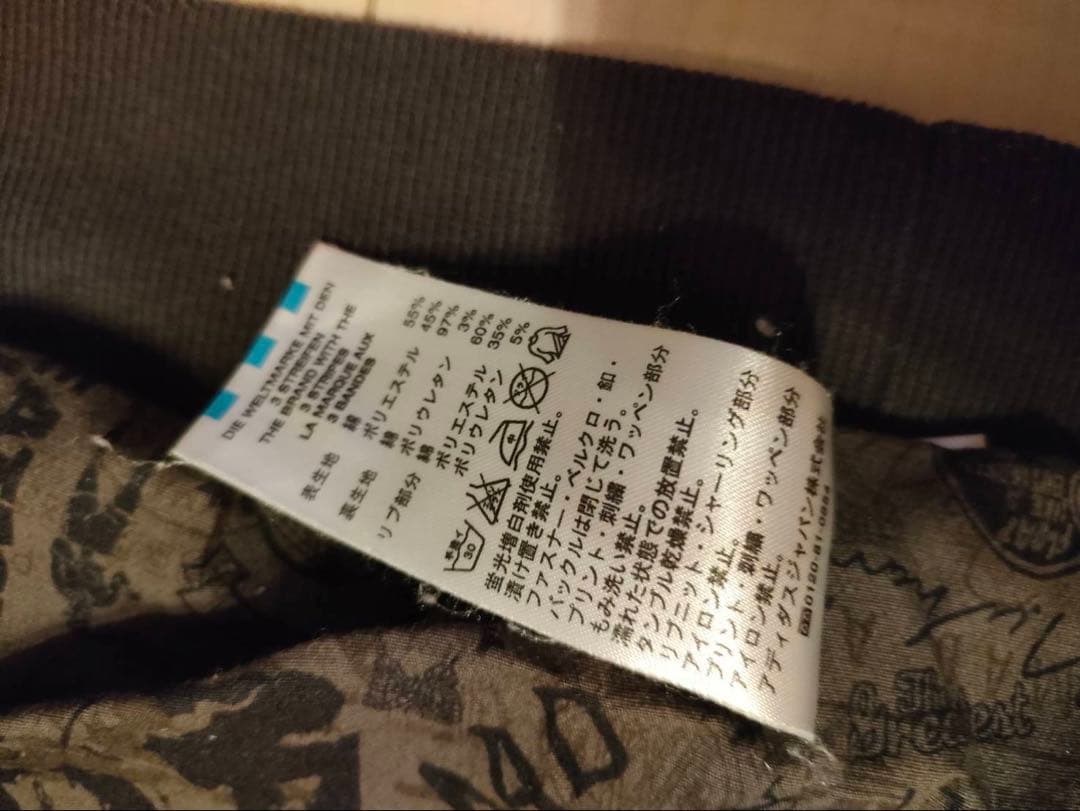 DIE WELTMARKE MIT DEN
3 STREIFEN
THE BRAND WITH THE
3 STRIPES
LA MARQUE AUX
3 BANDES
表生地 綿 55%
ポリエステル 45%
裏生地 綿 97%
ポリウレタン 3%
リブ部分 綿 60%
ポリエステル 35%
ポリウレタン 5%
手洗イ
30
蛍光増白剤使用禁止。
漬け置き禁止。
ファスナー・ベルクロ・釦・
バックルは閉じて洗う。
プリント・刺繍・ワッペン部分
もみ洗い禁止。
濡れた状態での放置禁止。
タンブル乾燥禁止。
リブニット・シャーリング部分
アイロン禁止。
プリント・刺繍・ワッペン部分
アイロン禁止。
アディダスジャパン株式会社
The